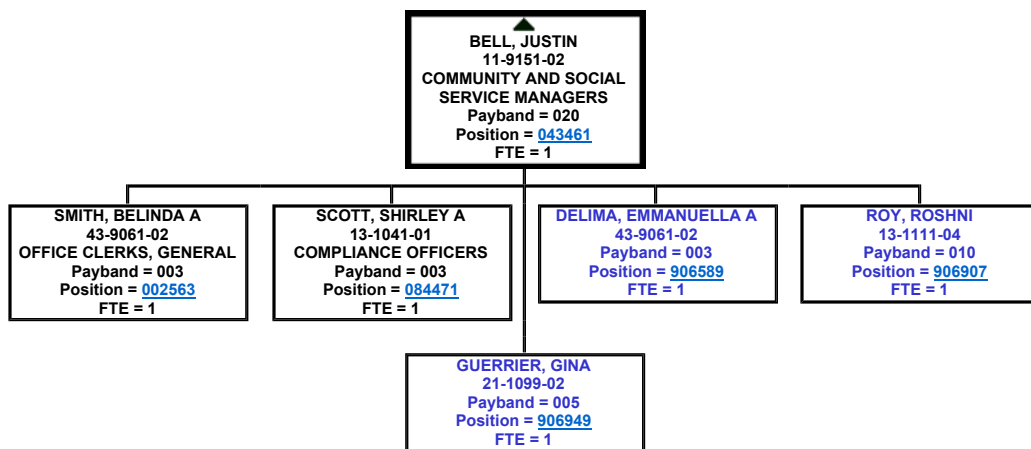 BELL, JUSTIN
11-9151-02
COMMUNITY AND SOCIAL
SERVICE MANAGERS
Payband = 020
Position = 043461
FTE = 1
SMITH, BELINDA A
43-9061-02
OFFICE CLERKS, GENERAL
Payband = 003
Position = 002563
FTE = 1
SCOTT, SHIRLEY A
13-1041-01
COMPLIANCE OFFICERS
Payband = 003
Position = 084471
FTE = 1
DELIMA, EMMANUELLA A
43-9061-02
Payband = 003
Position = 906589
FTE = 1
ROY, ROSHNI
13-1111-04
Payband = 010
Position = 906907
FTE = 1
GUERRIER, GINA
21-1099-02
Payband = 005
Position = 906949
FTE = 1